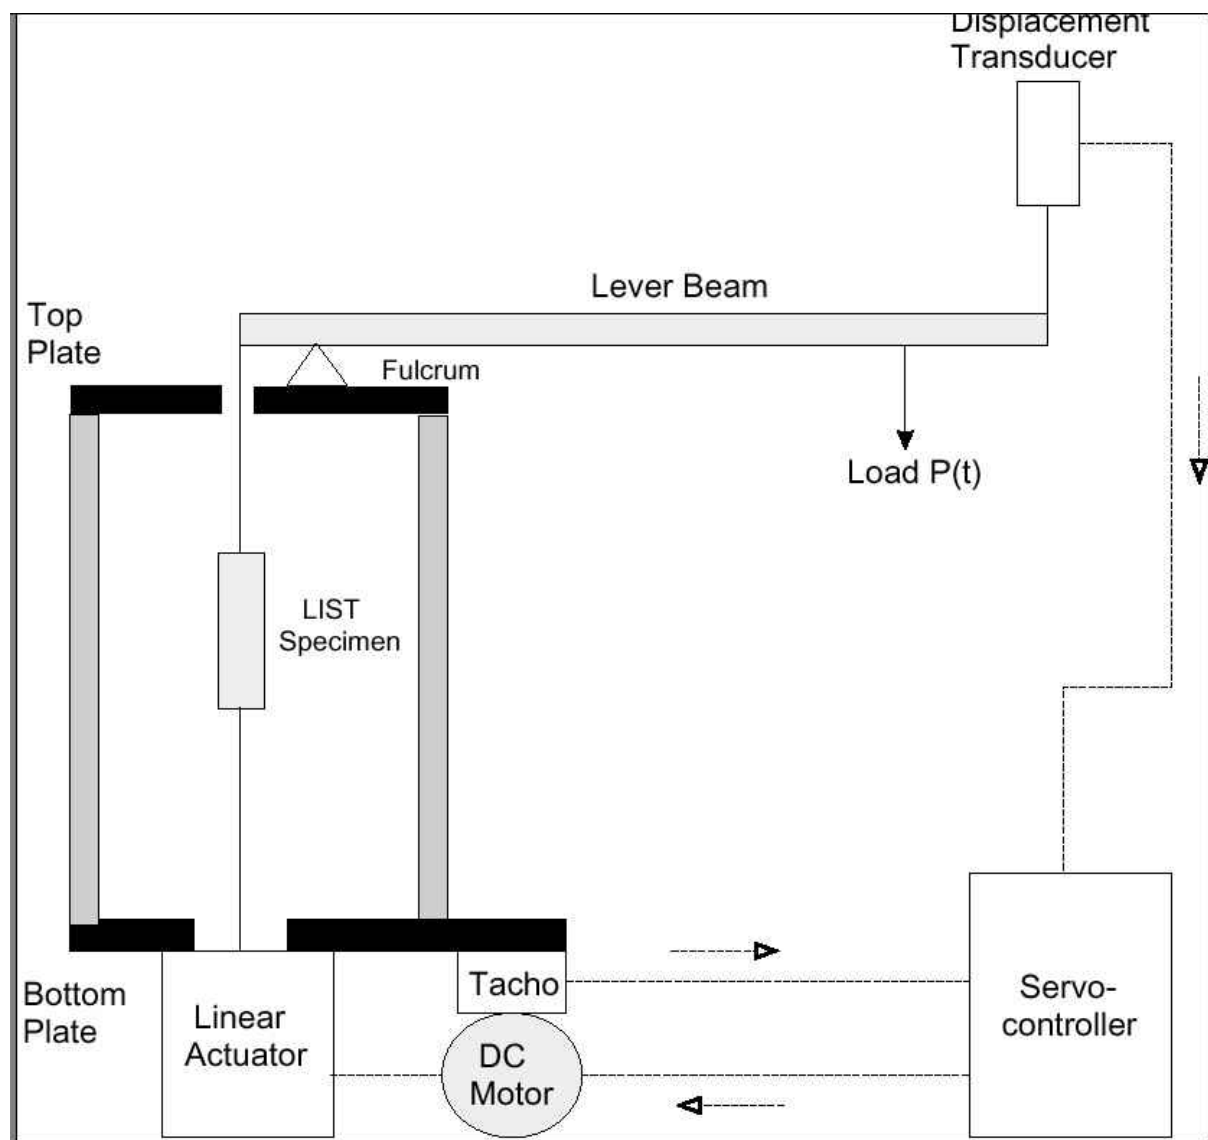 Displacement
Transducer
Lever Beam
Top
Plate
Fulcrum
Load P(t)
LIST
Specimen
Tacho
Bottom
Plate
Linear
Actuator
DC
Motor
Servo-
controller